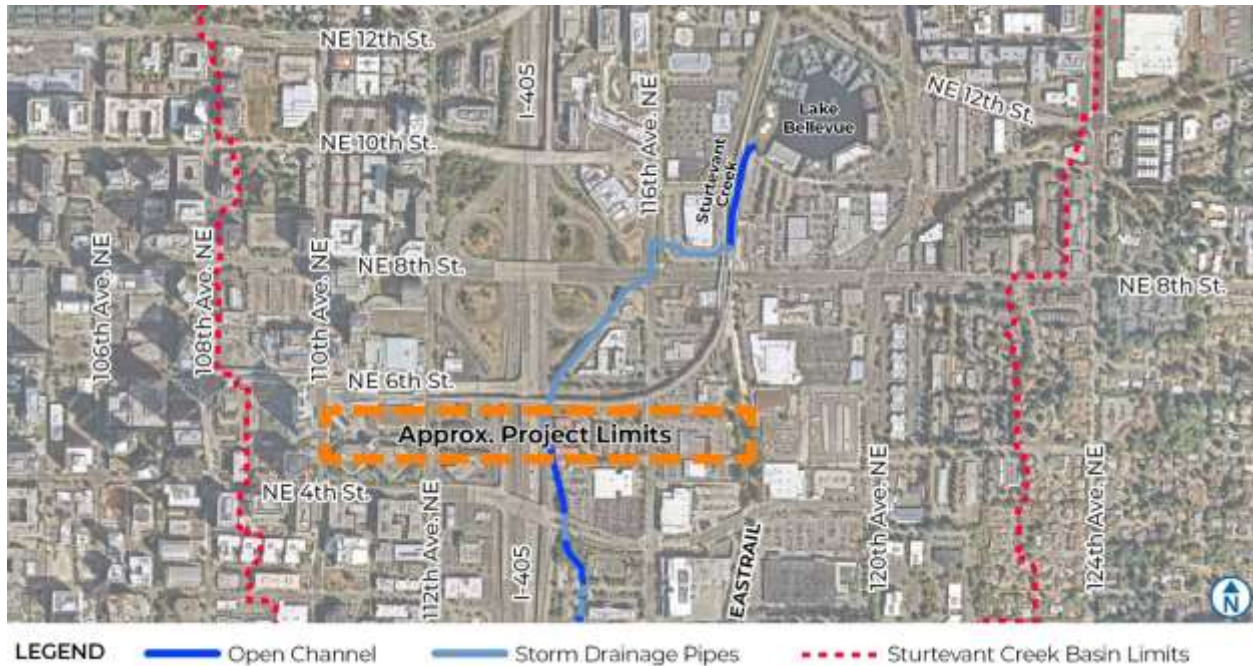 NE 12th St.
I-405
116th Ave. NE
Lake
Bellevue
NE 12th St.
NE 10th St.
Sturtevant
Creek
NE 8th St.
NE 8th St.
106th Ave. NE
108th Ave. NE
110th Ave. NE
NE 6th St.
Approx. Project Limits
NE 4th St.
112th Ave. NE
I-405
EASTRAIL
120th Ave. NE
124th Ave. NE
N
LEGEND Open Channel Storm Drainage Pipes Sturtevant Creek Basin Limits